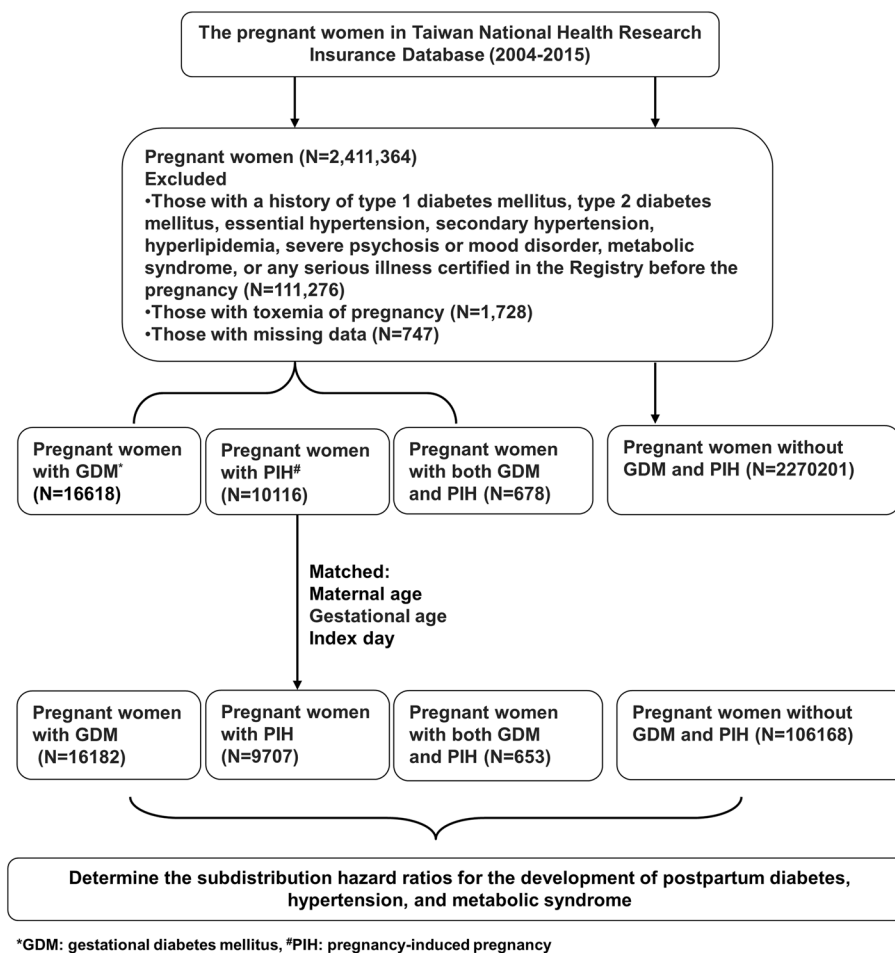 The pregnant women in Taiwan National Health Research
Insurance Database (2004-2015)
Pregnant women (N=2,411,364)
Excluded
•Those with a history of type 1 diabetes mellitus, type 2 diabetes
mellitus, essential hypertension, secondary hypertension,
hyperlipidemia, severe psychosis or mood disorder, metabolic
syndrome, or any serious illness certified in the Registry before the
pregnancy (N=111,276)
•Those with toxemia of pregnancy (N=1,728)
•Those with missing data (N=747)
Pregnant women
with GDM*
(N=16618)
Pregnant women
with PIH#
(N=10116)
Pregnant women
with both GDM
and PIH (N=678)
Pregnant women without
GDM and PIH (N=2270201)
Matched:
Maternal age
Gestational age
Index day
Pregnant women
with GDM
(N=16182)
Pregnant women
with PIH
(N=9707)
Pregnant women
with both GDM
and PIH (N=653)
Pregnant women without
GDM and PIH (N=106168)
Determine the subdistribution hazard ratios for the development of postpartum diabetes,
hypertension, and metabolic syndrome
*GDM: gestational diabetes mellitus, #PIH: pregnancy-induced pregnancy